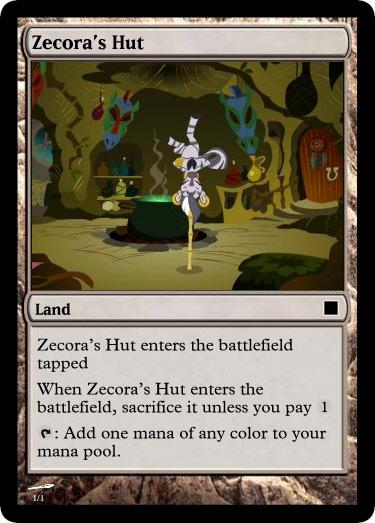 Zecora's Hut
Land
Zecora's Hut enters the battlefield
tapped
When Zecora's Hut enters the
battlefield, sacrifice it unless you pay 1
: Add one mana of any color to your
mana pool.
1/1